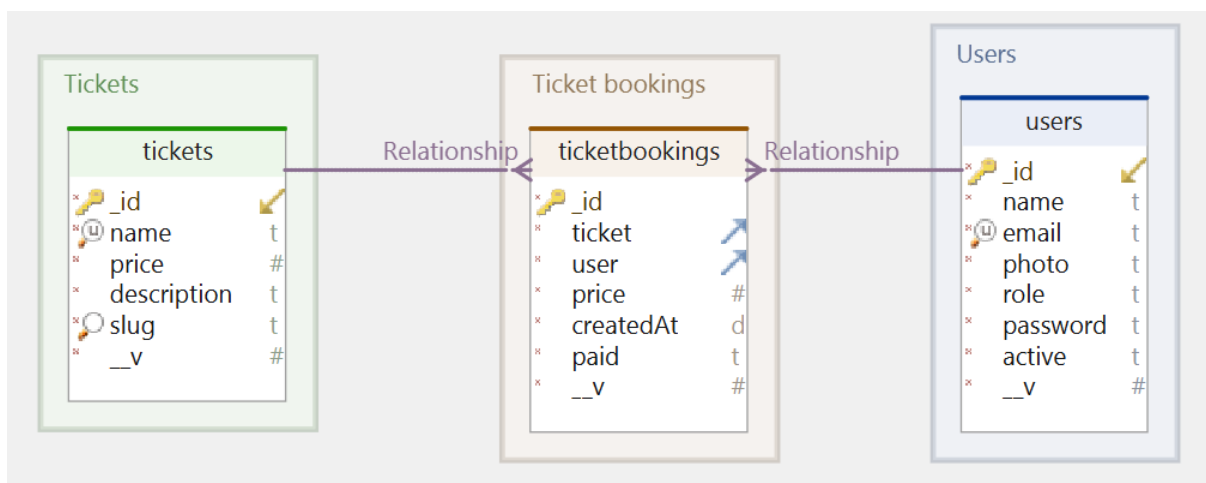 Tickets
tickets
_id
name t
price #
description t
slug t
__v #
Relationship
Ticket bookings
ticketbookings
_id
ticket
user
price #
createdAt d
paid t
__v #
Relationship
Users
users
_id
name t
u email t
photo t
role t
password t
active t
__v #